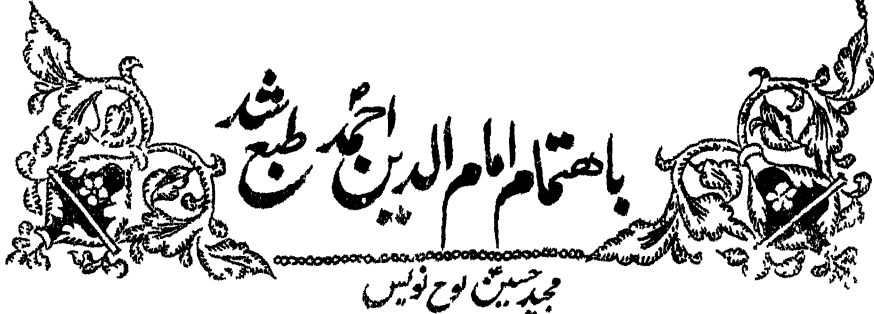 باهتمام امام الدین احمد طبع شد
مجید حسین لوح نویس